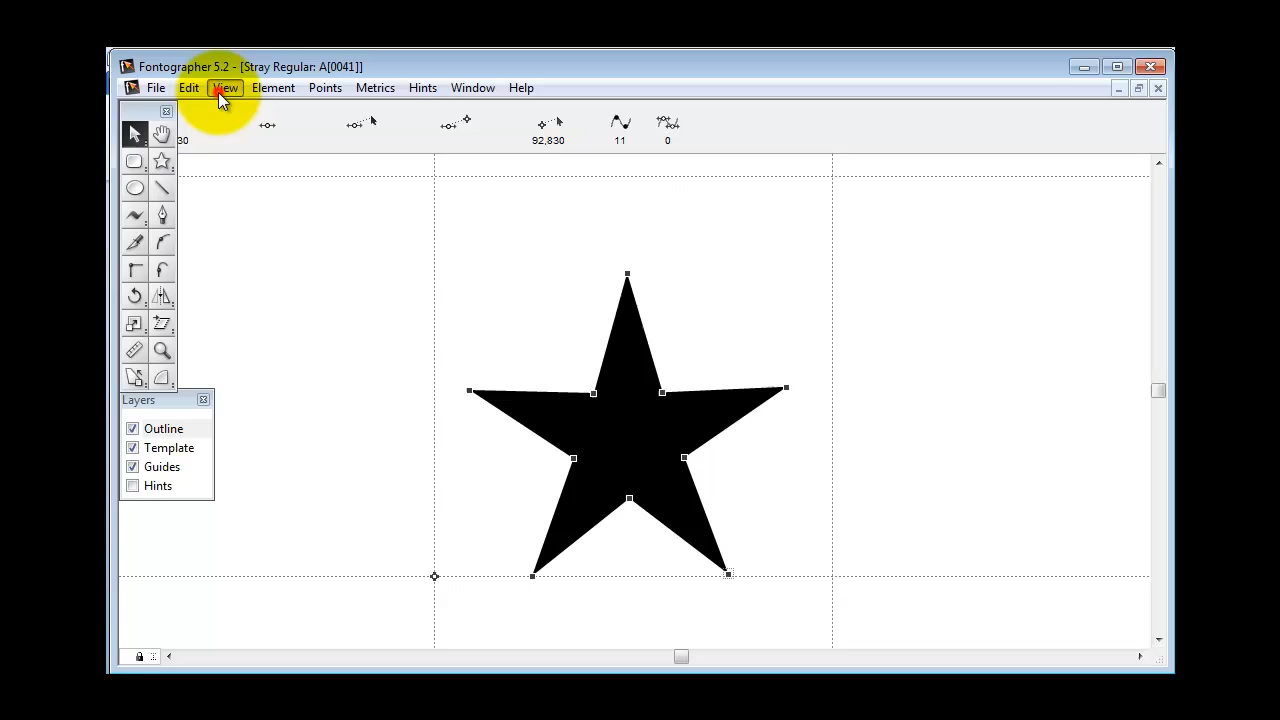 Fontographer 5.2 - [Stray Regular: A[0041]]
File Edit View Element Points Metrics Hints Window Help
30 92,830 11 0
Layers
Outline
Template
Guides
Hints